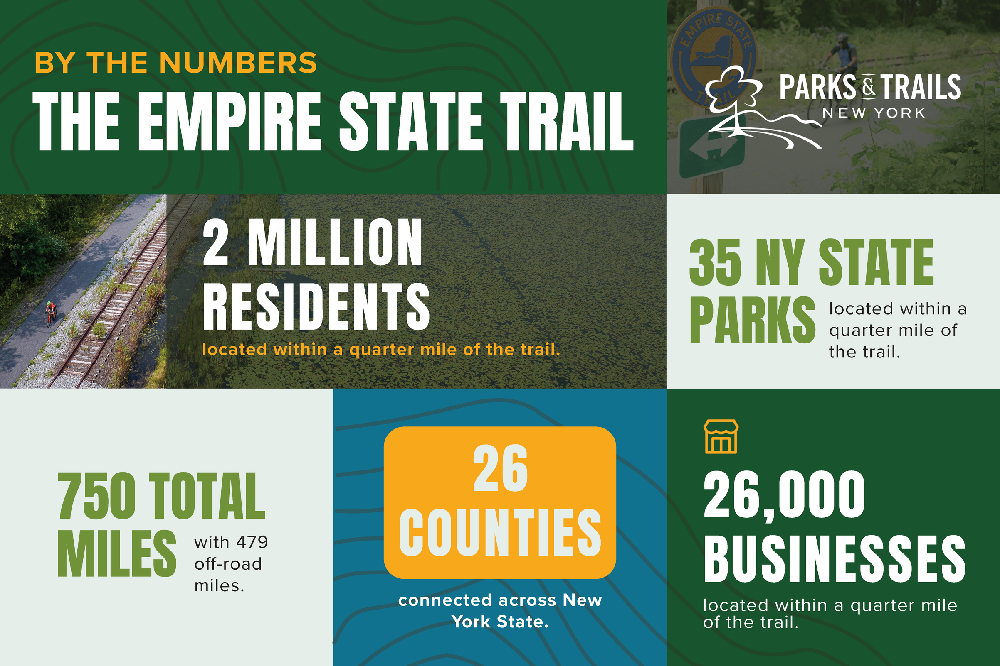 BY THE NUMBERS
THE EMPIRE STATE TRAIL
EMPIRE STATE
TRAIL
PARKS & TRAILS
NEW YORK
2 MILLION
RESIDENTS
located within a quarter mile of the trail.
35 NY STATE
PARKS
located within a
quarter mile of
the trail.
750 TOTAL
MILES
with 479
off-road
miles.
26
COUNTIES
connected across New
York State.
26,000
BUSINESSES
located within a quarter mile
of the trail.